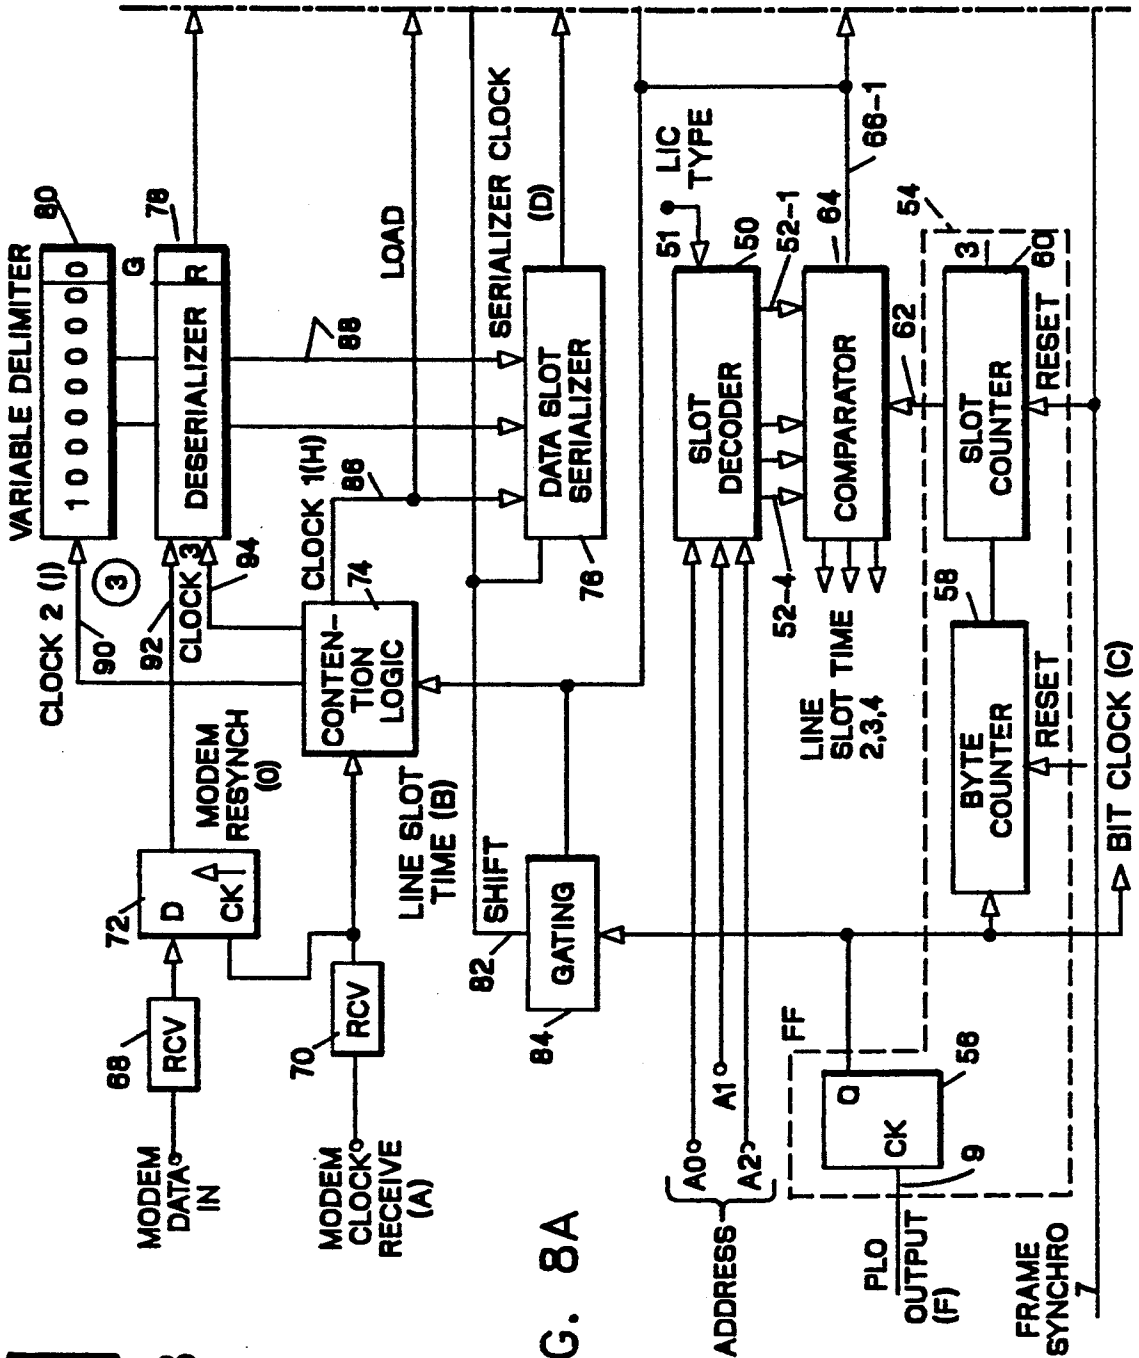 VARIABLE DELIMITER
80
1 0 0 0 0 0 0 0
CLOCK 2 (I)
3
90
G
78
DESERIALIZER R
92
CLOCK 3
94
MODEM
DATA
IN
68
RCV
72
D
CK
MODEM
RESYNCH
(O)
MODEM
CLOCK
RECEIVE
(A)
70
RCV
CONTEN-
TION
LOGIC
74
CLOCK 1(H)
86
LOAD
88
LINE SLOT
TIME (B)
SHIFT
82
GATING
84
SERIALIZER CLOCK
DATA SLOT
SERIALIZER
76
(D)
G. 8A
ADDRESS
A0
A1
A2
51
LIC
TYPE
SLOT
DECODER
50
52-1
52-4
COMPARATOR
64
66-1
LINE
SLOT TIME
2,3,4
62
54
SLOT
COUNTER
3
60
RESET
58
BYTE
COUNTER
RESET
FF
Q
CK
56
9
PLO
OUTPUT
(F)
BIT CLOCK (C)
FRAME
SYNCHRO
7